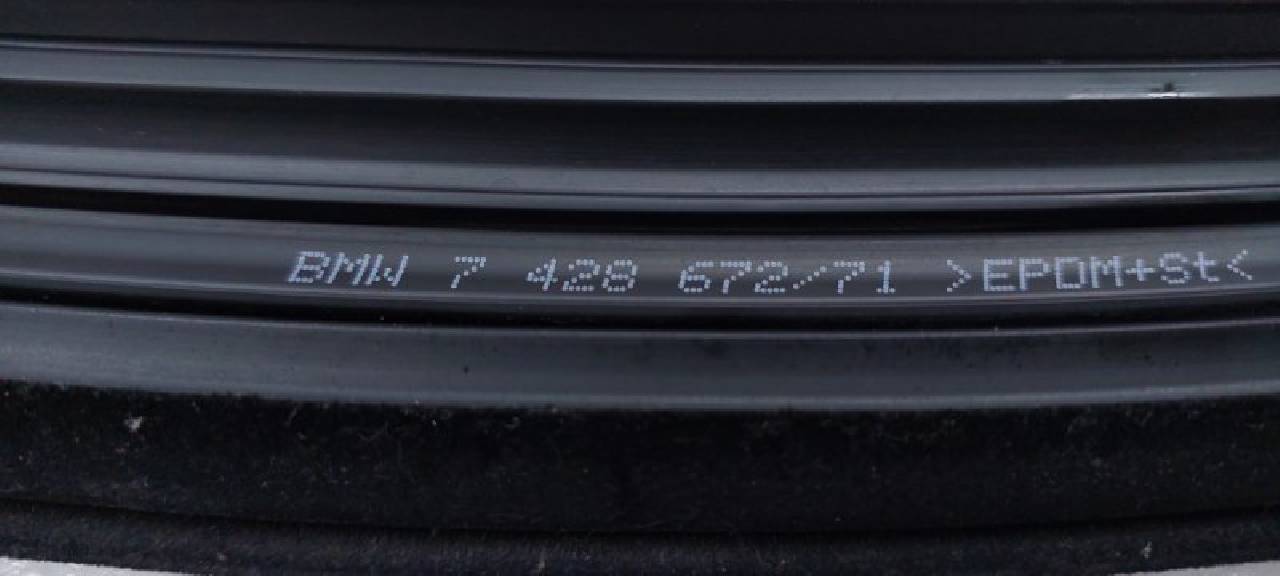 BMW 7 428 672/71 >EPDM+St<